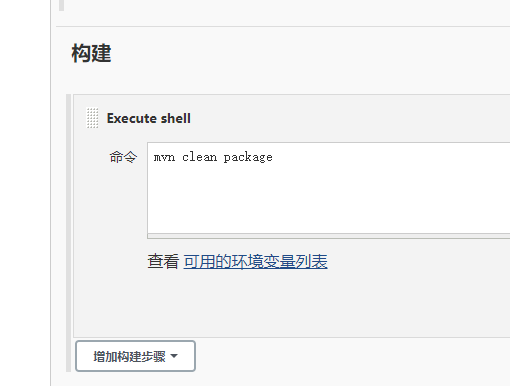 构建
Execute shell
命令
mvn clean package
查看 可用的环境变量列表
增加构建步骤